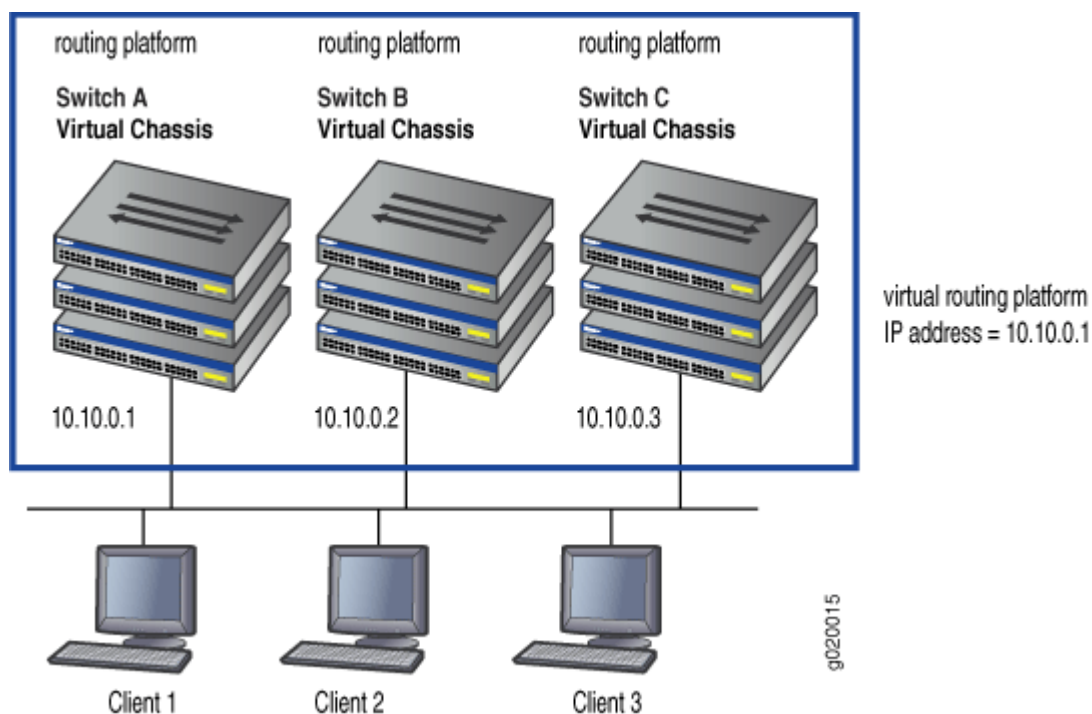 routing platform
routing platform
routing platform
Switch A
Virtual Chassis
Switch B
Virtual Chassis
Switch C
Virtual Chassis
virtual routing platform
IP address = 10.10.0.1
10.10.0.1
10.10.0.2
10.10.0.3
Client 1
Client 2
Client 3
g020015